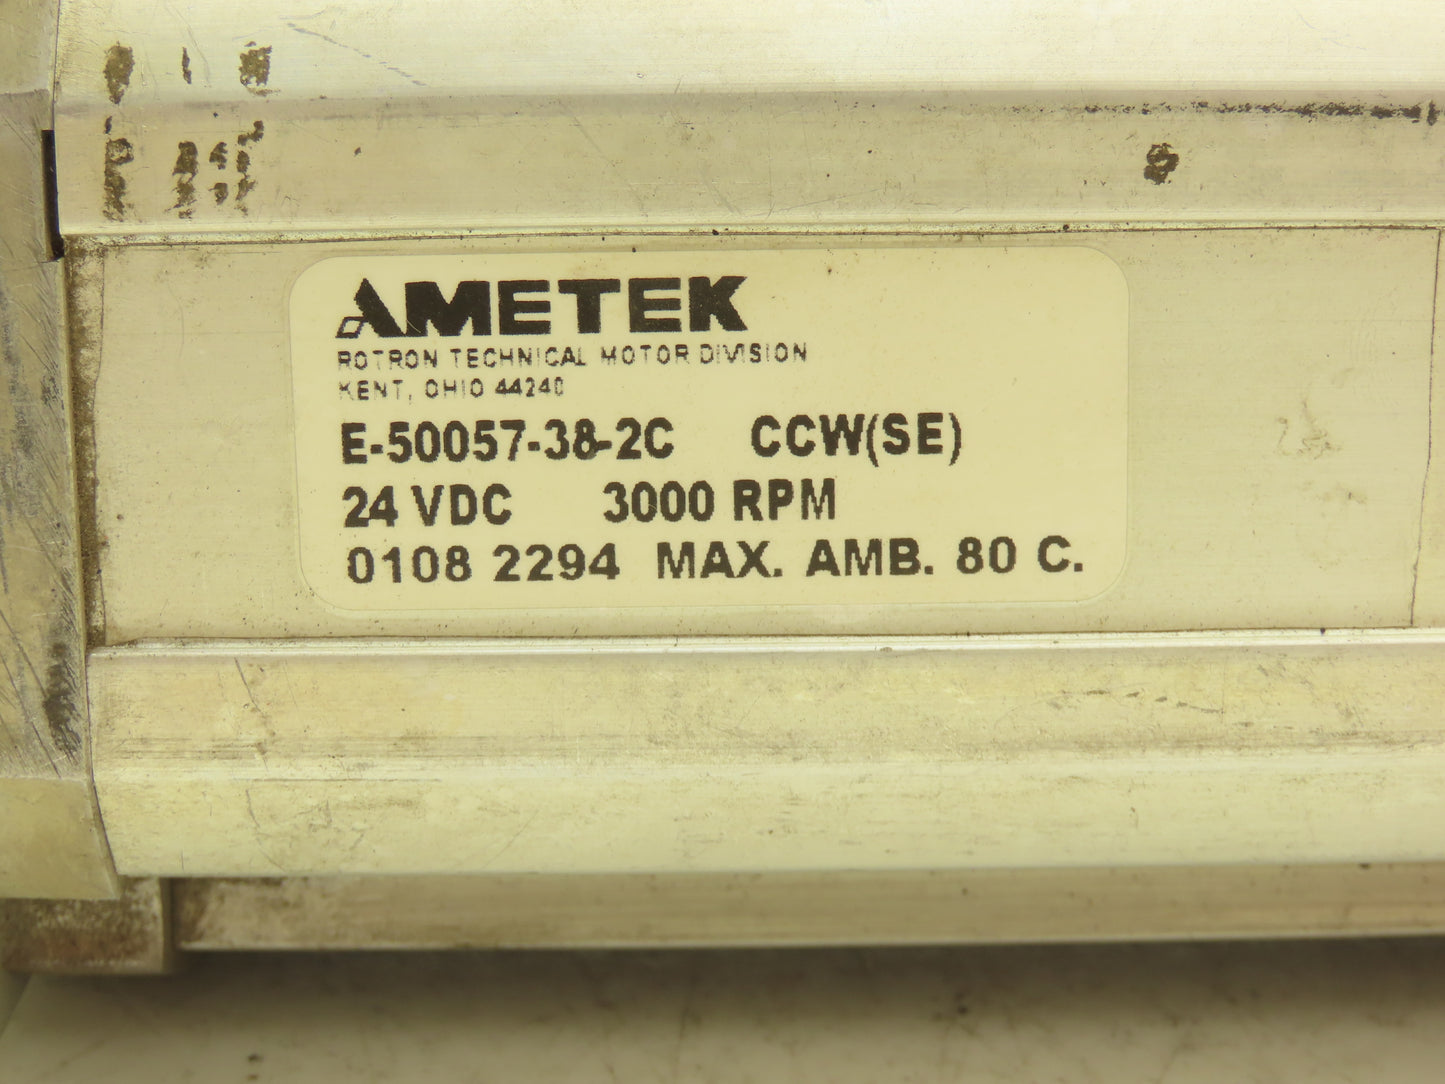 AMETEK
ROTRON TECHNICAL MOTOR DIVISION
KENT, OHIO 44240
E-50057-38-2C CCW(SE)
24 VDC 3000 RPM
0108 2294 MAX. AMB. 80 C.